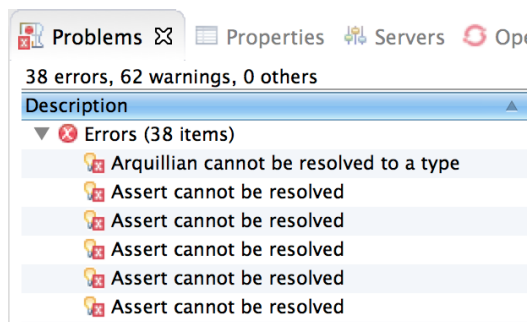 Problems Properties Servers Ope
38 errors, 62 warnings, 0 others
Description
Errors (38 items)
Arquillian cannot be resolved to a type
Assert cannot be resolved
Assert cannot be resolved
Assert cannot be resolved
Assert cannot be resolved
Assert cannot be resolved